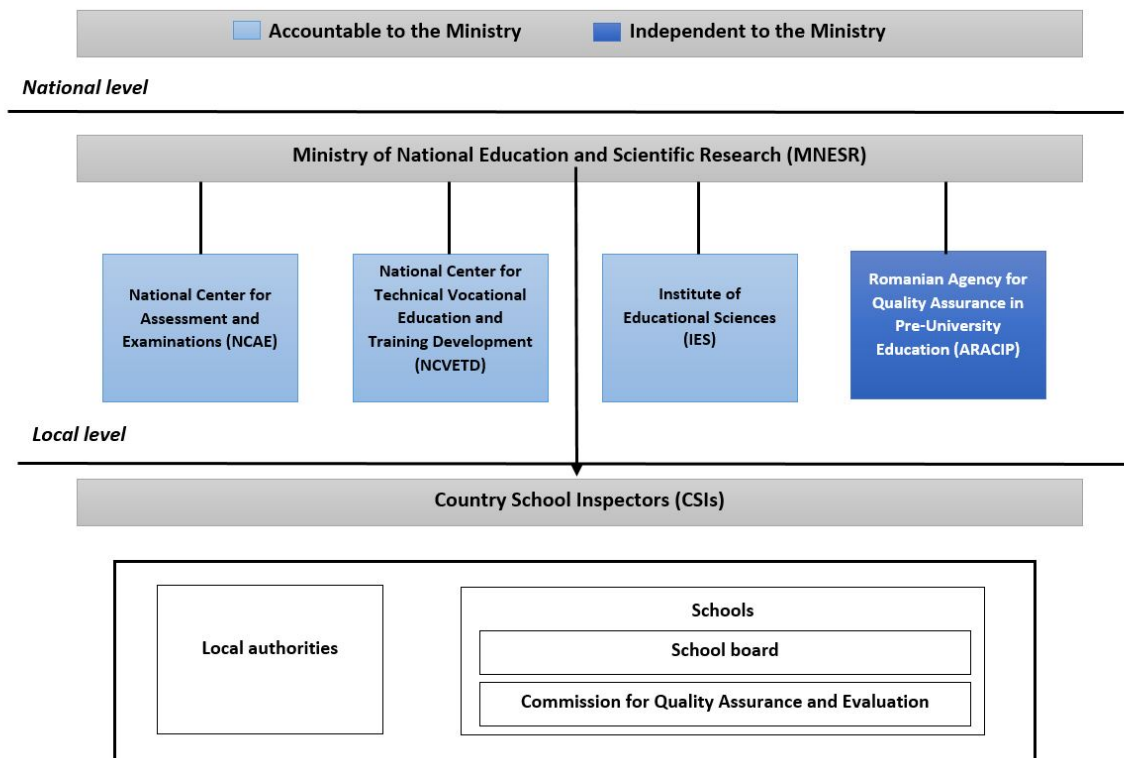 Accountable to the Ministry
Independent to the Ministry
National level
Ministry of National Education and Scientific Research (MNESR)
National Center for
Assessment and
Examinations (NCAE)
National Center for
Technical Vocational
Education and
Training Development
(NCVETD)
Institute of
Educational Sciences
(IES)
Romanian Agency for
Quality Assurance in
Pre-University
Education (ARACIP)
Local level
Country School Inspectors (CSIs)
Local authorities
Schools
School board
Commission for Quality Assurance and Evaluation